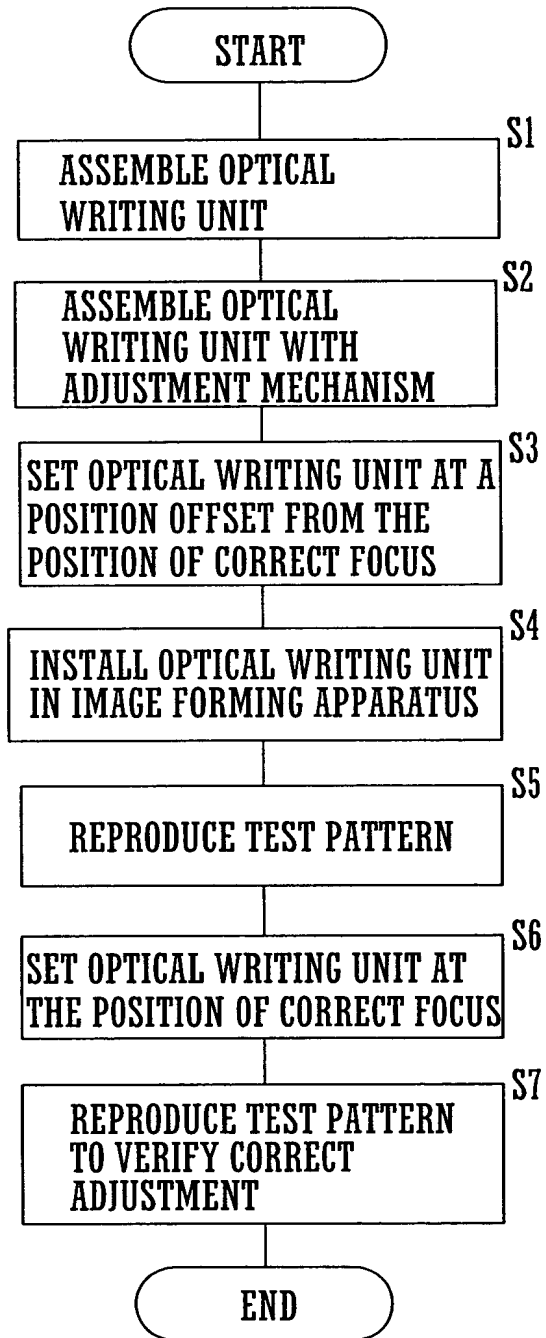 START
S1
ASSEMBLE OPTICAL
WRITING UNIT
S2
ASSEMBLE OPTICAL
WRITING UNIT WITH
ADJUSTMENT MECHANISM
S3
SET OPTICAL WRITING UNIT AT A
POSITION OFFSET FROM THE
POSITION OF CORRECT FOCUS
S4
INSTALL OPTICAL WRITING UNIT
IN IMAGE FORMING APPARATUS
S5
REPRODUCE TEST PATTERN
S6
SET OPTICAL WRITING UNIT AT
THE POSITION OF CORRECT FOCUS
S7
REPRODUCE TEST PATTERN
TO VERIFY CORRECT
ADJUSTMENT
END